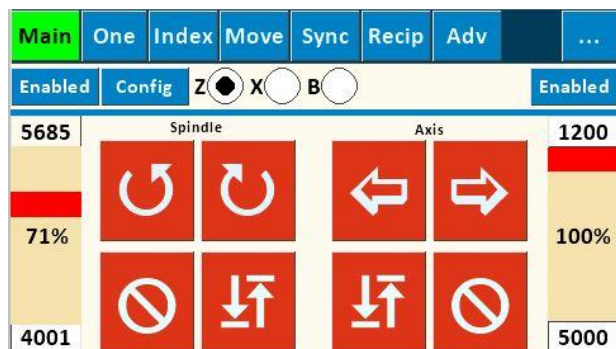 Main One Index Move Sync Recip Adv ...
Enabled Config Z X B Enabled
5685 Spindle Axis 1200
71% 100%
4001 5000